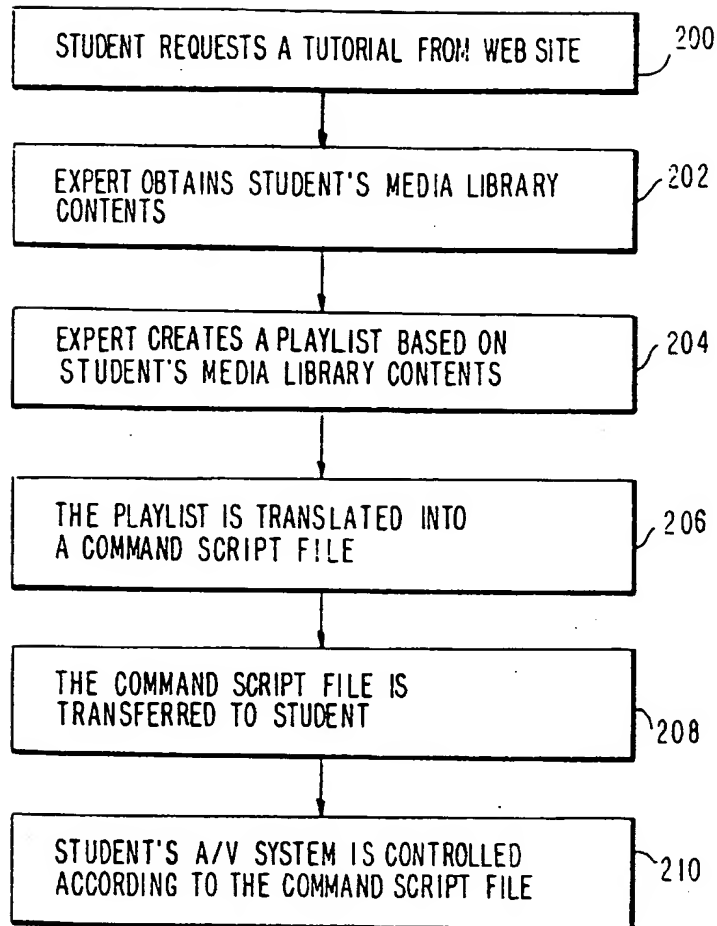 STUDENT REQUESTS A TUTORIAL FROM WEB SITE
200
EXPERT OBTAINS STUDENT'S MEDIA LIBRARY
CONTENTS
202
EXPERT CREATES A PLAYLIST BASED ON
STUDENT'S MEDIA LIBRARY CONTENTS
204
THE PLAYLIST IS TRANSLATED INTO
A COMMAND SCRIPT FILE
206
THE COMMAND SCRIPT FILE IS
TRANSFERRED TO STUDENT
208
STUDENT'S A/V SYSTEM IS CONTROLLED
ACCORDING TO THE COMMAND SCRIPT FILE
210